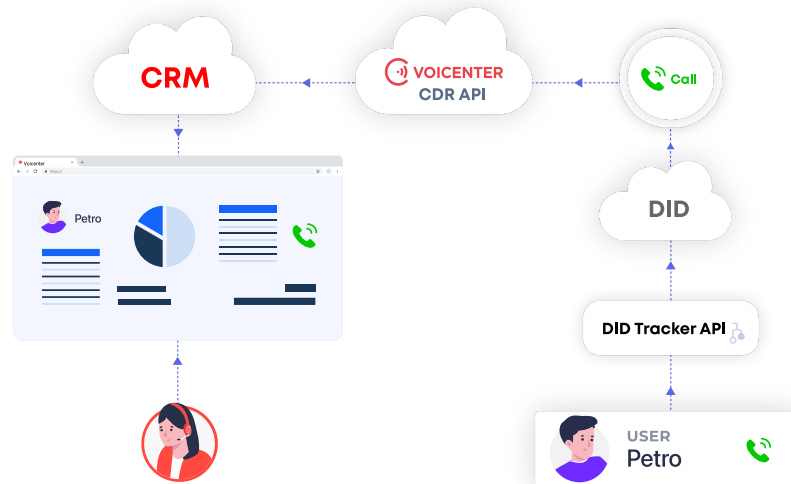 CRM
VOICENTER
CDR API
Call
Voicenter
Petro
DID
DID Tracker API
USER
Petro